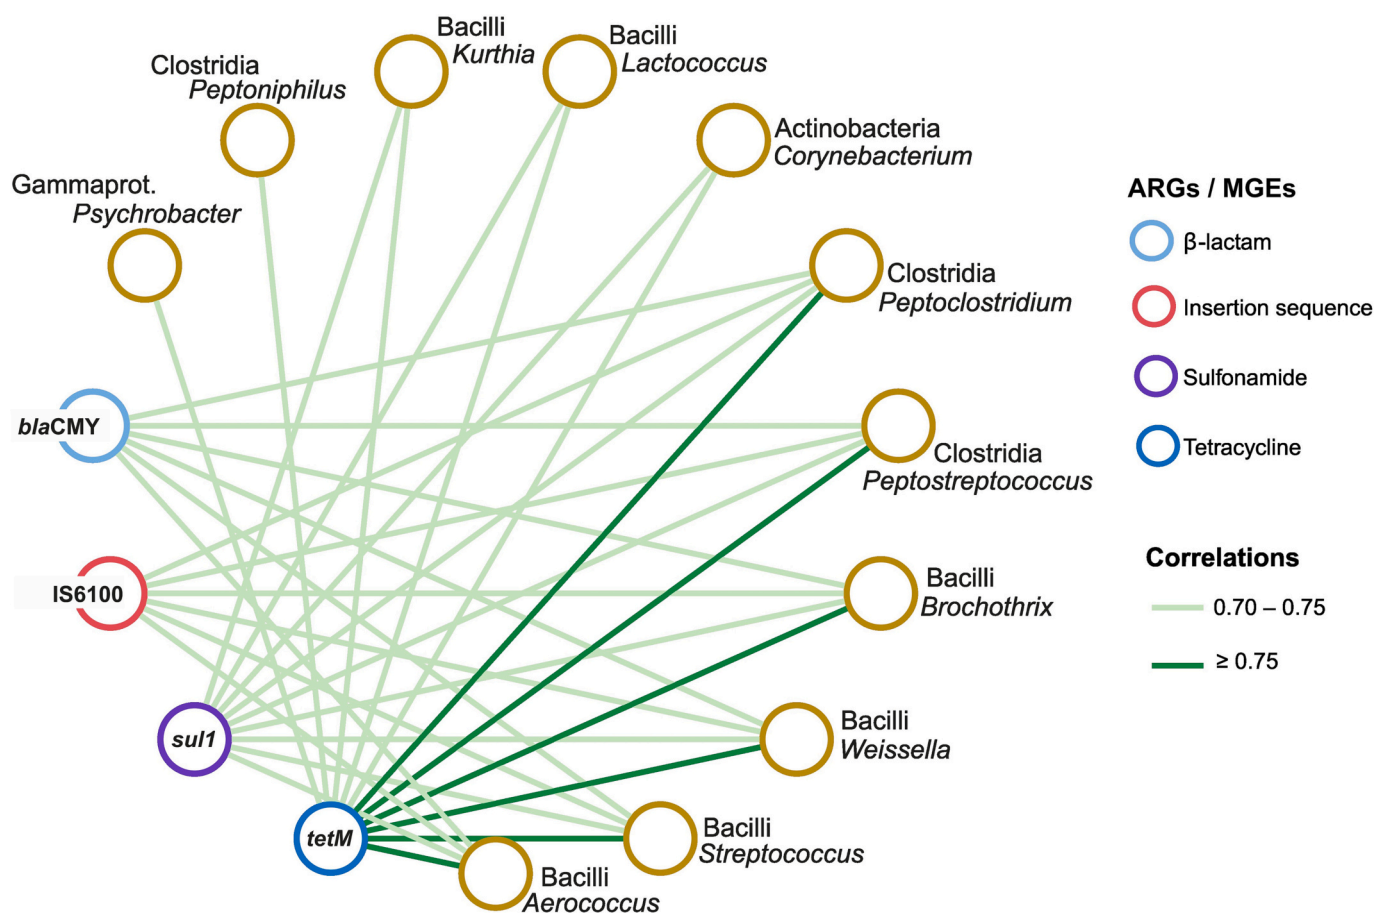 Bacilli
Kurthia
Bacilli
Lactococcus
Clostridia
Peptoniphilus
Actinobacteria
Corynebacterium
Gammaprot.
Psychrobacter
Clostridia
Peptoclostridium
blaCMY
Clostridia
Peptostreptococcus
IS6100
Bacilli
Brochothrix
sul1
Bacilli
Weissella
tetM
Bacilli
Streptococcus
Bacilli
Aerococcus
ARGs / MGEs
β-lactam
Insertion sequence
Sulfonamide
Tetracycline
Correlations
0.70 – 0.75
≥ 0.75